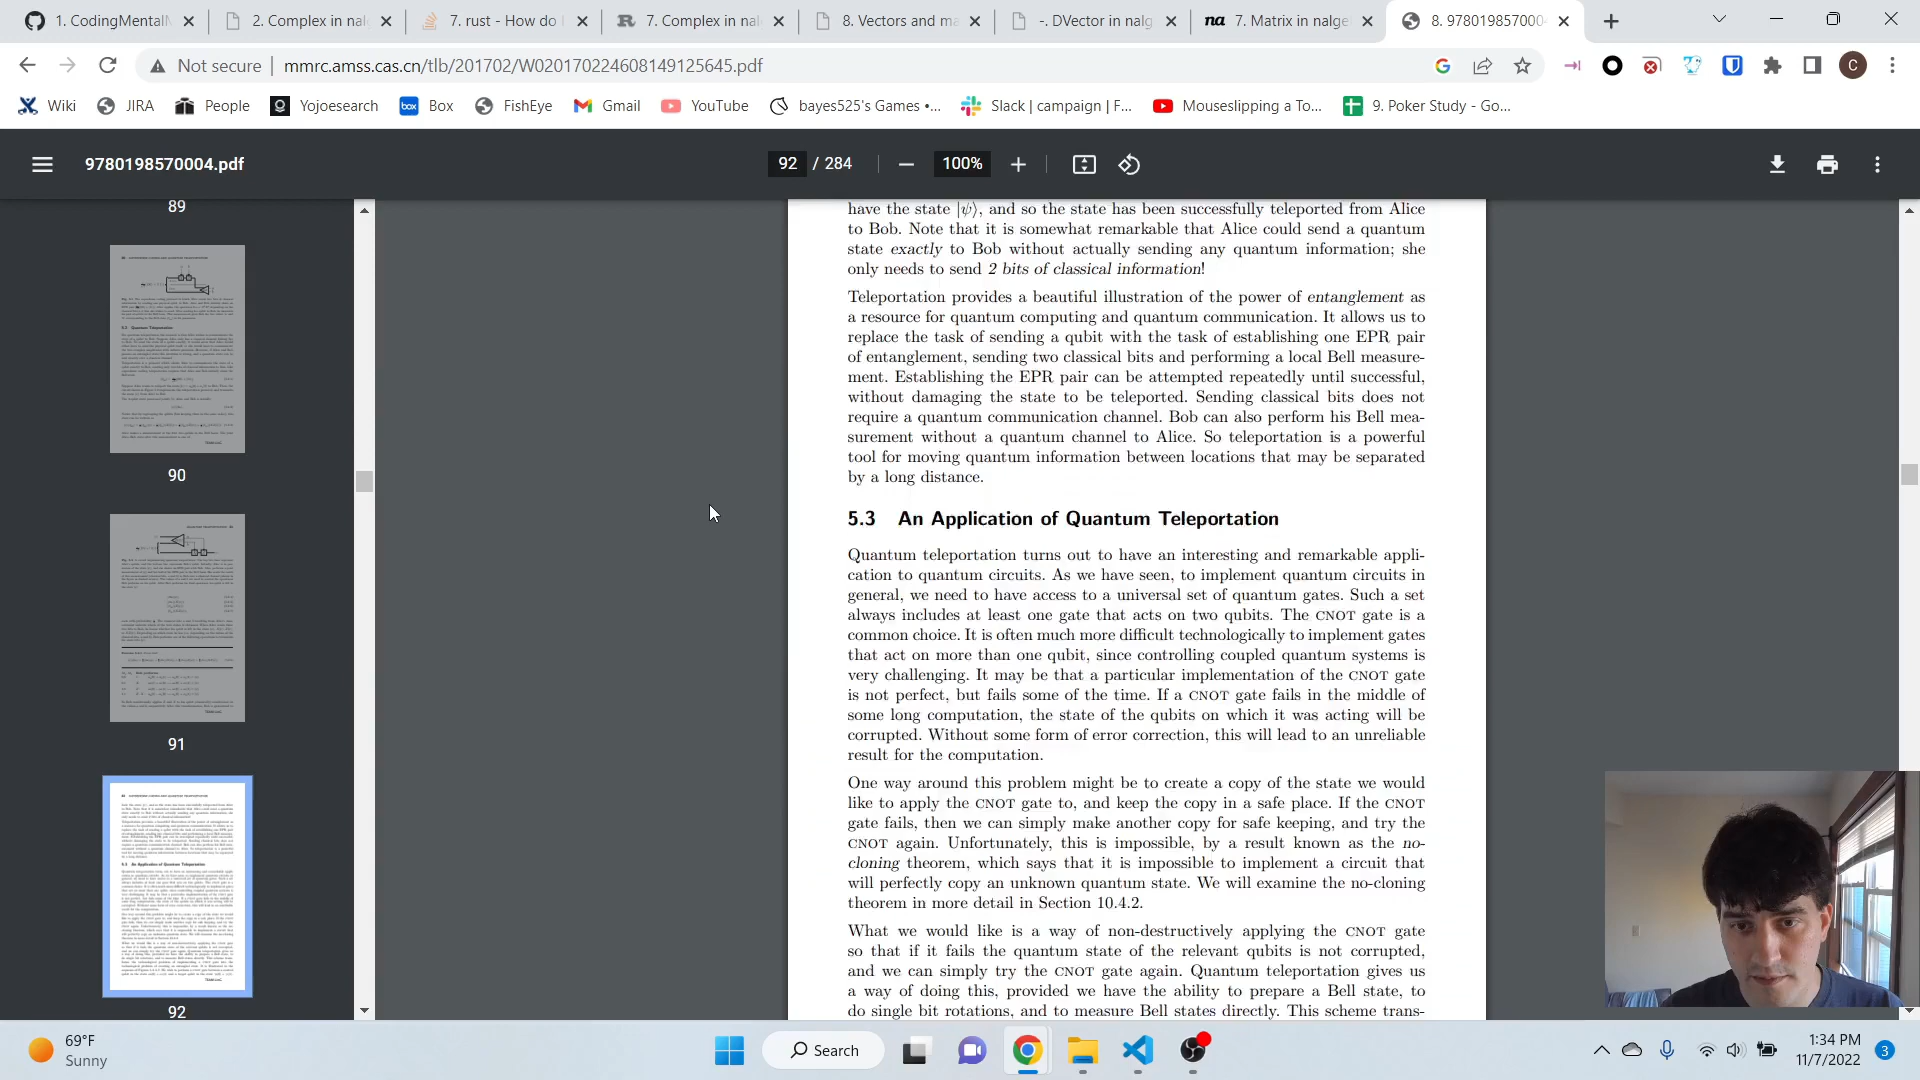 1. CodingMentalM
2. Complex in nalg
7. rust - How do I
7. Complex in nal
8. Vectors and ma
-. DVector in nalg
na 7. Matrix in nalge
8. 9780198570004
Not secure mmrc.amss.cas.cn/tlb/201702/W020170224608149125645.pdf
C
Wiki JIRA People Yojoesearch box Box FishEye Gmail YouTube bayes525's Games •... Slack | campaign | F... Mouseslipping a To... 9. Poker Study - Go...
9780198570004.pdf
92 / 284 100%
89
90
91
92
have the state |ψ⟩, and so the state has been successfully teleported from Alice
to Bob. Note that it is somewhat remarkable that Alice could send a quantum
state exactly to Bob without actually sending any quantum information; she
only needs to send 2 bits of classical information!
Teleportation provides a beautiful illustration of the power of entanglement as
a resource for quantum computing and quantum communication. It allows us to
replace the task of sending a qubit with the task of establishing one EPR pair
of entanglement, sending two classical bits and performing a local Bell measure-
ment. Establishing the EPR pair can be attempted repeatedly until successful,
without damaging the state to be teleported. Sending classical bits does not
require a quantum communication channel. Bob can also perform his Bell mea-
surement without a quantum channel to Alice. So teleportation is a powerful
tool for moving quantum information between locations that may be separated
by a long distance.
5.3 An Application of Quantum Teleportation
Quantum teleportation turns out to have an interesting and remarkable appli-
cation to quantum circuits. As we have seen, to implement quantum circuits in
general, we need to have access to a universal set of quantum gates. Such a set
always includes at least one gate that acts on two qubits. The CNOT gate is a
common choice. It is often much more difficult technologically to implement gates
that act on more than one qubit, since controlling coupled quantum systems is
very challenging. It may be that a particular implementation of the CNOT gate
is not perfect, but fails some of the time. If a CNOT gate fails in the middle of
some long computation, the state of the qubits on which it was acting will be
corrupted. Without some form of error correction, this will lead to an unreliable
result for the computation.
One way around this problem might be to create a copy of the state we would
like to apply the CNOT gate to, and keep the copy in a safe place. If the CNOT
gate fails, then we can simply make another copy for safe keeping, and try the
CNOT again. Unfortunately, this is impossible, by a result known as the no-
cloning theorem, which says that it is impossible to implement a circuit that
will perfectly copy an unknown quantum state. We will examine the no-cloning
theorem in more detail in Section 10.4.2.
What we would like is a way of non-destructively applying the CNOT gate
so that if it fails the quantum state of the relevant qubits is not corrupted,
and we can simply try the CNOT gate again. Quantum teleportation gives us
a way of doing this, provided we have the ability to prepare a Bell state, to
do single bit rotations, and to measure Bell states directly. This scheme trans-
69°F
Sunny
Search
1:34 PM
11/7/2022
3